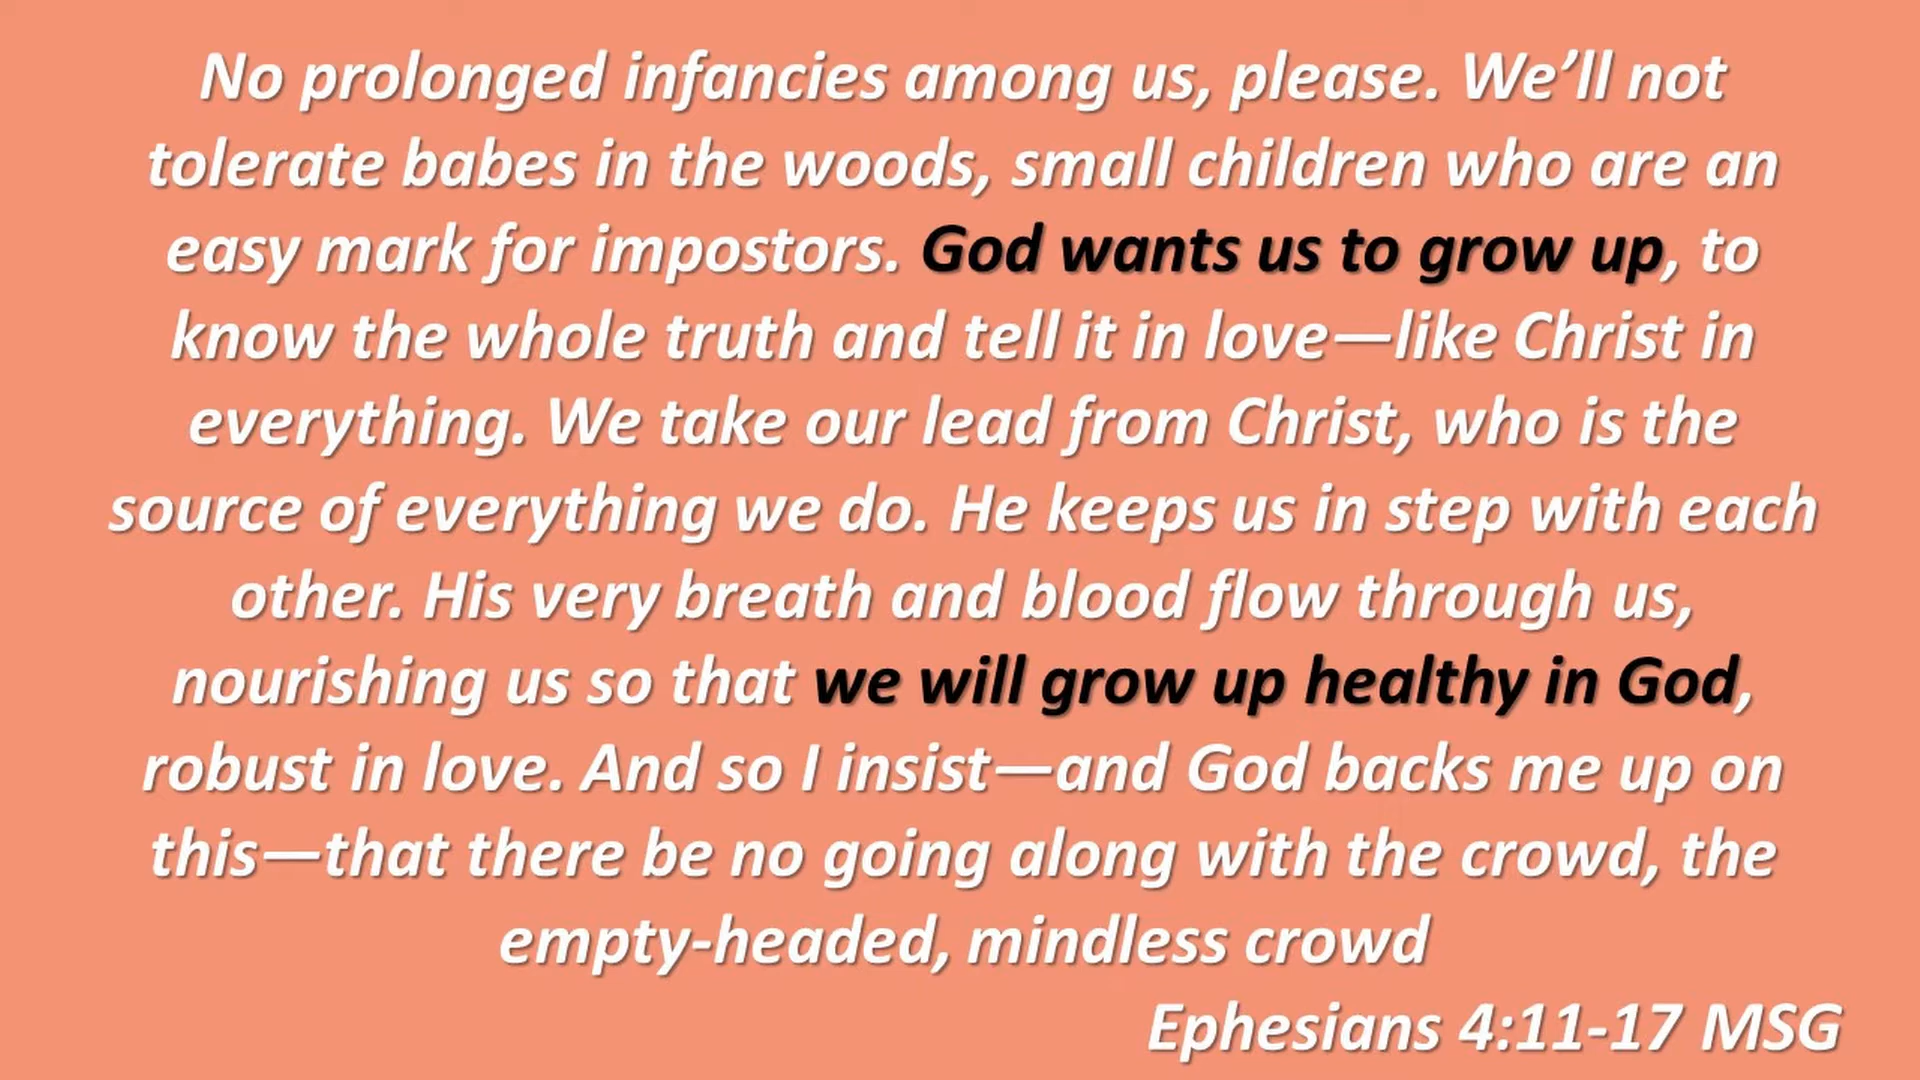 No prolonged infancies among us, please. We’ll not
tolerate babes in the woods, small children who are an
easy mark for impostors. God wants us to grow up, to
know the whole truth and tell it in love—like Christ in
everything. We take our lead from Christ, who is the
source of everything we do. He keeps us in step with each
other. His very breath and blood flow through us,
nourishing us so that we will grow up healthy in God,
robust in love. And so I insist—and God backs me up on
this—that there be no going along with the crowd, the
empty-headed, mindless crowd
Ephesians 4:11-17 MSG